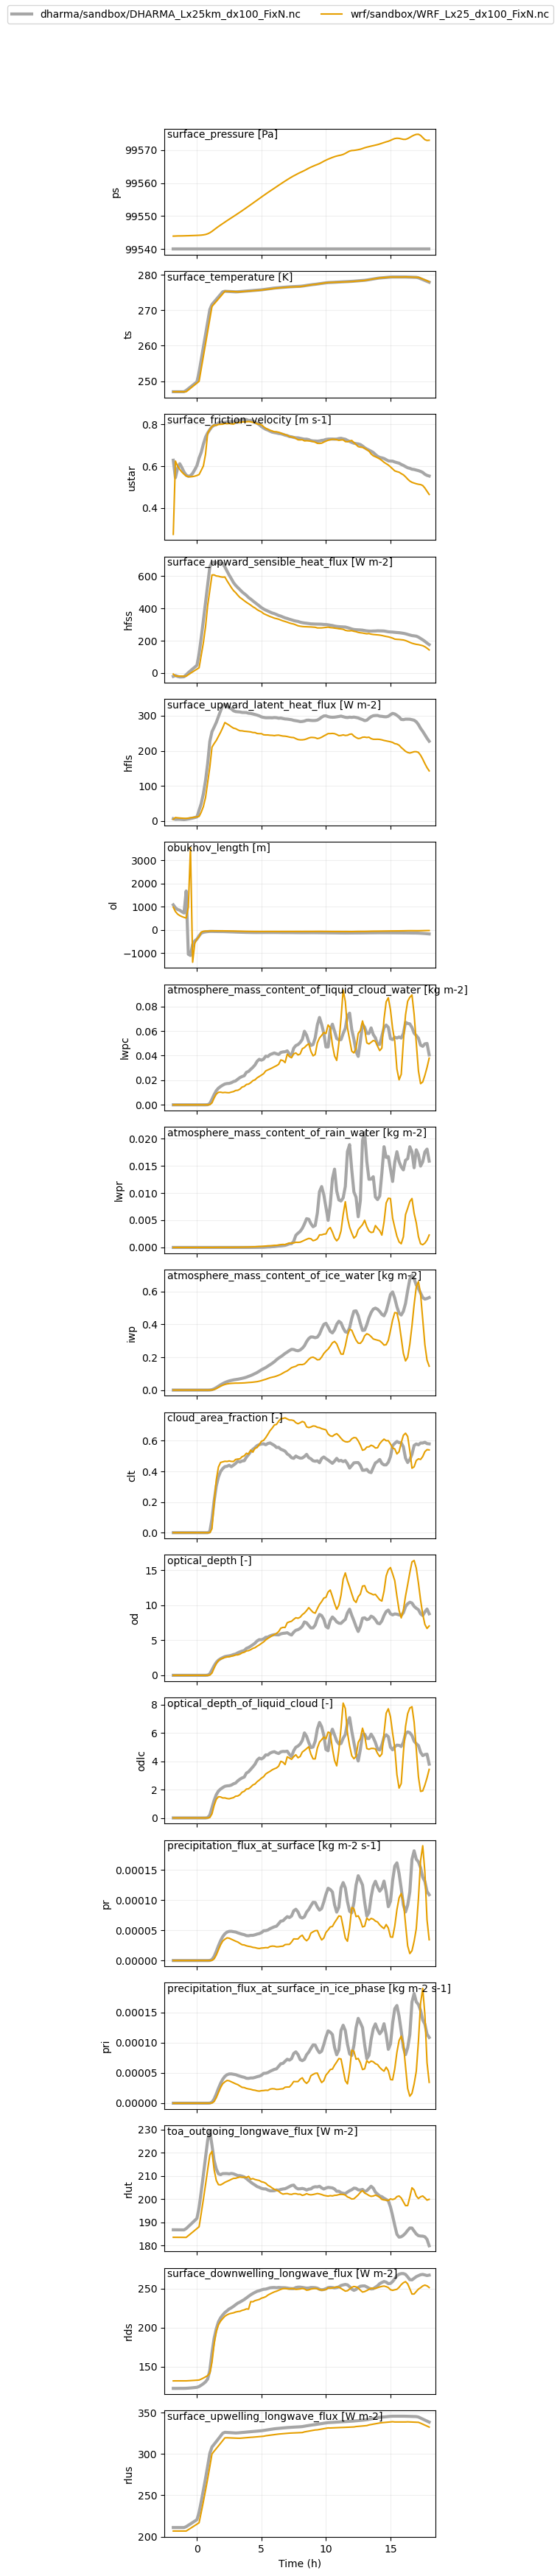 dharma/sandbox/DHARMA_Lx25km_dx100_FixN.nc wrf/sandbox/WRF_Lx25_dx100_FixN.nc
surface_pressure [Pa]
99570
99560
99550
99540
ps
surface_temperature [K]
280
270
260
250
ts
surface_friction_velocity [m s-1]
0.8
0.6
0.4
ustar
surface_upward_sensible_heat_flux [W m-2]
600
400
200
0
hfss
surface_upward_latent_heat_flux [W m-2]
300
200
100
0
hfls
obukhov_length [m]
3000
2000
1000
0
−1000
ol
atmosphere_mass_content_of_liquid_cloud_water [kg m-2]
0.08
0.06
0.04
0.02
0.00
lwpc
atmosphere_mass_content_of_rain_water [kg m-2]
0.020
0.015
0.010
0.005
0.000
lwpr
atmosphere_mass_content_of_ice_water [kg m-2]
0.6
0.4
0.2
0.0
iwp
cloud_area_fraction [-]
0.6
0.4
0.2
0.0
clt
optical_depth [-]
15
10
5
0
od
optical_depth_of_liquid_cloud [-]
8
6
4
2
0
odlc
precipitation_flux_at_surface [kg m-2 s-1]
0.00015
0.00010
0.00005
0.00000
pr
precipitation_flux_at_surface_in_ice_phase [kg m-2 s-1]
0.00015
0.00010
0.00005
0.00000
pri
toa_outgoing_longwave_flux [W m-2]
230
220
210
200
190
180
rlut
surface_downwelling_longwave_flux [W m-2]
250
200
150
rlds
surface_upwelling_longwave_flux [W m-2]
350
300
250
200
rlus
0 5 10 15
Time (h)